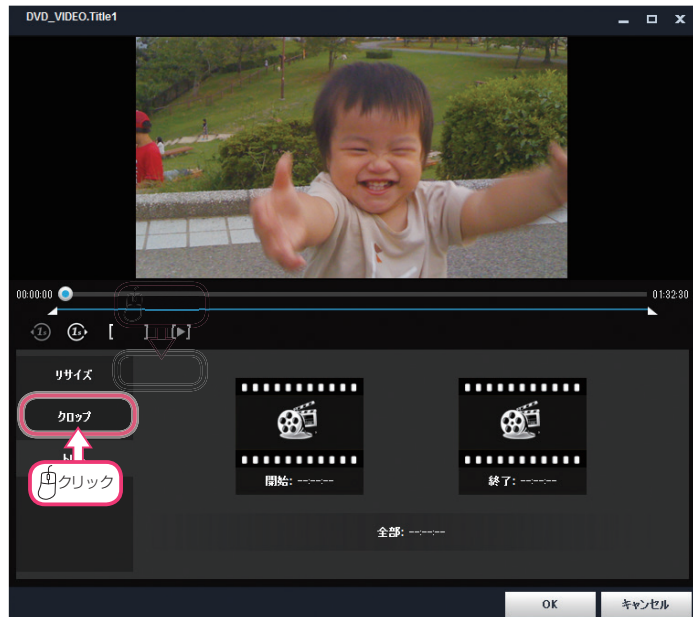 DVD_VIDEO.Title1
00:00:00
01:32:30
リサイズ
クロップ
クリック
開始: --:--:--
終了: --:--:--
全部: --:--:--
OK
キャンセル